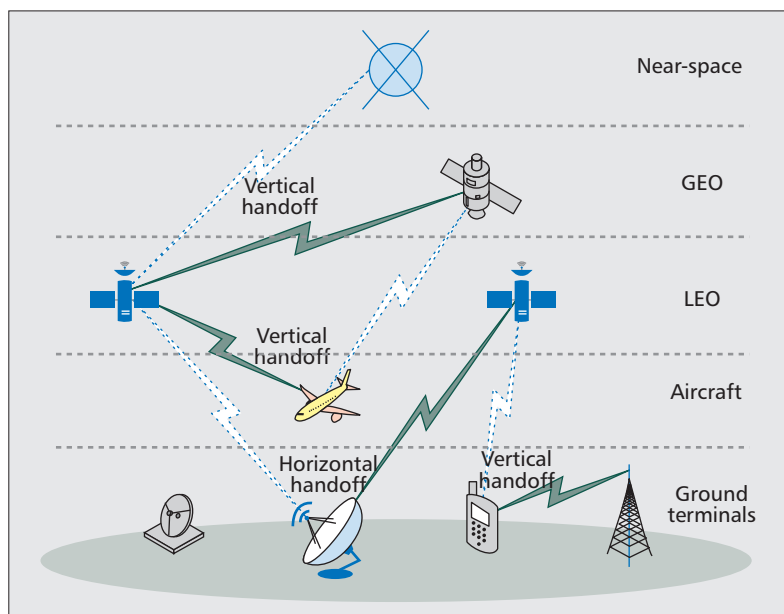 Near-space
Vertical
handoff
GEO
LEO
Vertical
handoff
Aircraft
Horizontal
handoff
Vertical
handoff
Ground
terminals